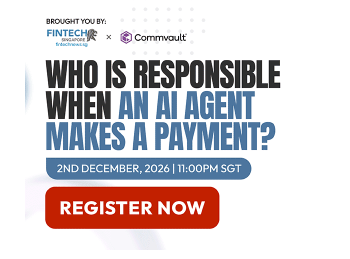 BROUGHT YOU BY:
FINTECH
SINGAPORE
fintechnews.sg
×
Commvault
WHO IS RESPONSIBLE
WHEN AN AI AGENT
MAKES A PAYMENT?
2ND DECEMBER, 2026 | 11:00PM SGT
REGISTER NOW